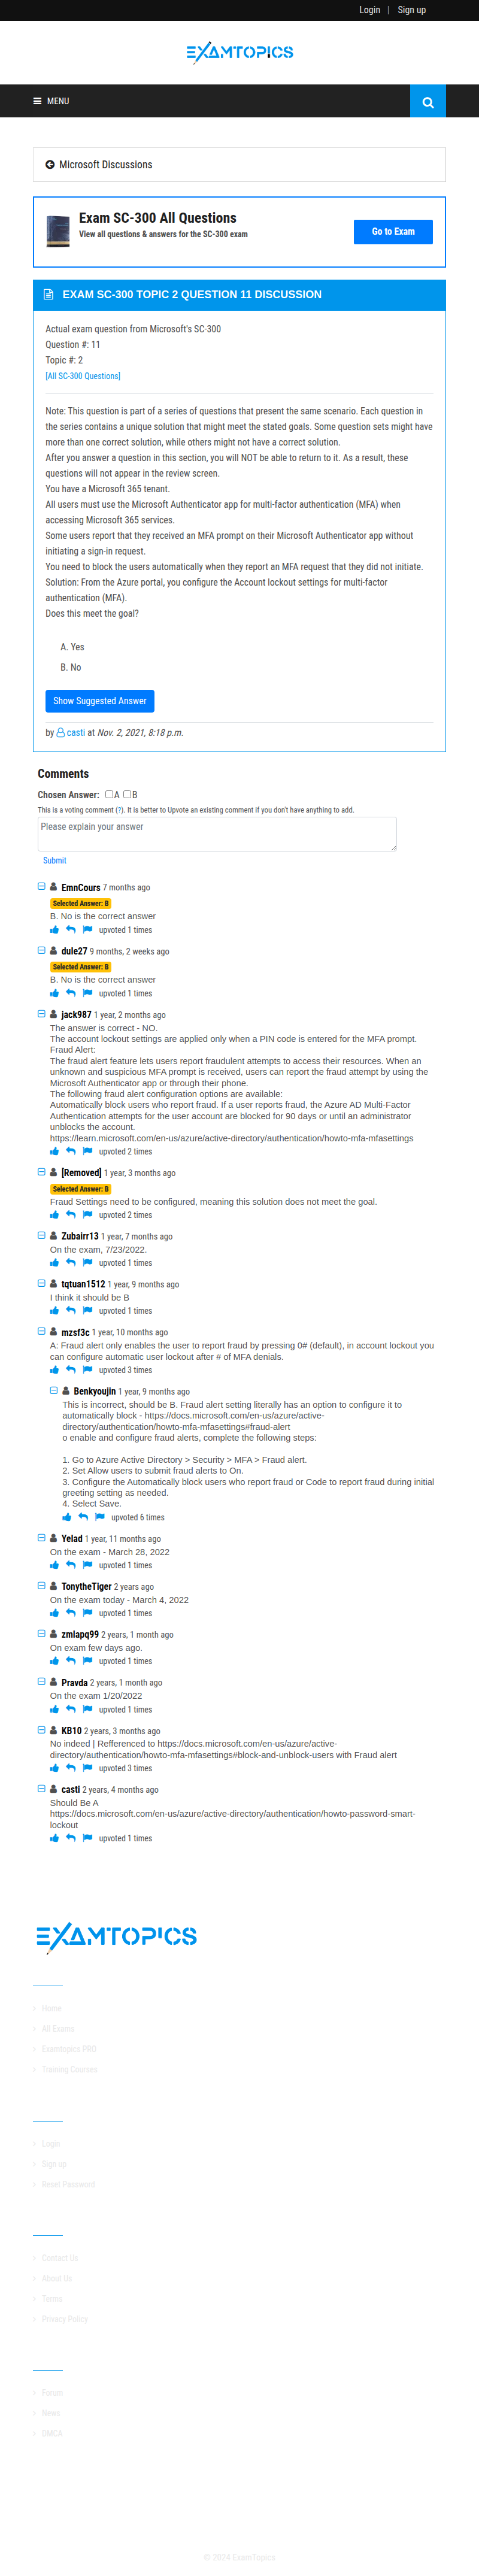 Login | Sign up
EXAMTOPICS
MENU
Microsoft Discussions
Exam SC-300 All Questions
View all questions & answers for the SC-300 exam
Go to Exam
EXAM SC-300 TOPIC 2 QUESTION 11 DISCUSSION
Actual exam question from Microsoft's SC-300
Question #: 11
Topic #: 2
[All SC-300 Questions]
Note: This question is part of a series of questions that present the same scenario. Each question in
the series contains a unique solution that might meet the stated goals. Some question sets might have
more than one correct solution, while others might not have a correct solution.
After you answer a question in this section, you will NOT be able to return to it. As a result, these
questions will not appear in the review screen.
You have a Microsoft 365 tenant.
All users must use the Microsoft Authenticator app for multi-factor authentication (MFA) when
accessing Microsoft 365 services.
Some users report that they received an MFA prompt on their Microsoft Authenticator app without
initiating a sign-in request.
You need to block the users automatically when they report an MFA request that they did not initiate.
Solution: From the Azure portal, you configure the Account lockout settings for multi-factor
authentication (MFA).
Does this meet the goal?
A. Yes
B. No
Show Suggested Answer
by casti at Nov. 2, 2021, 8:18 p.m.
Comments
Chosen Answer: A B
This is a voting comment (?). It is better to Upvote an existing comment if you don't have anything to add.
Please explain your answer
Submit
EmnCours 7 months ago
Selected Answer: B
B. No is the correct answer
upvoted 1 times
dule27 9 months, 2 weeks ago
Selected Answer: B
B. No is the correct answer
upvoted 1 times
jack987 1 year, 2 months ago
The answer is correct - NO.
The account lockout settings are applied only when a PIN code is entered for the MFA prompt.
Fraud Alert:
The fraud alert feature lets users report fraudulent attempts to access their resources. When an
unknown and suspicious MFA prompt is received, users can report the fraud attempt by using the
Microsoft Authenticator app or through their phone.
The following fraud alert configuration options are available:
Automatically block users who report fraud. If a user reports fraud, the Azure AD Multi-Factor
Authentication attempts for the user account are blocked for 90 days or until an administrator
unblocks the account.
https://learn.microsoft.com/en-us/azure/active-directory/authentication/howto-mfa-mfasettings
upvoted 2 times
[Removed] 1 year, 3 months ago
Selected Answer: B
Fraud Settings need to be configured, meaning this solution does not meet the goal.
upvoted 2 times
Zubairr13 1 year, 7 months ago
On the exam, 7/23/2022.
upvoted 1 times
tqtuan1512 1 year, 9 months ago
I think it should be B
upvoted 1 times
mzsf3c 1 year, 10 months ago
A: Fraud alert only enables the user to report fraud by pressing 0# (default), in account lockout you
can configure automatic user lockout after # of MFA denials.
upvoted 3 times
Benkyoujin 1 year, 9 months ago
This is incorrect, should be B. Fraud alert setting literally has an option to configure it to
automatically block - https://docs.microsoft.com/en-us/azure/active-
directory/authentication/howto-mfa-mfasettings#fraud-alert
o enable and configure fraud alerts, complete the following steps:
1. Go to Azure Active Directory > Security > MFA > Fraud alert.
2. Set Allow users to submit fraud alerts to On.
3. Configure the Automatically block users who report fraud or Code to report fraud during initial
greeting setting as needed.
4. Select Save.
upvoted 6 times
Yelad 1 year, 11 months ago
On the exam - March 28, 2022
upvoted 1 times
TonytheTiger 2 years ago
On the exam today - March 4, 2022
upvoted 1 times
zmlapq99 2 years, 1 month ago
On exam few days ago.
upvoted 1 times
Pravda 2 years, 1 month ago
On the exam 1/20/2022
upvoted 1 times
KB10 2 years, 3 months ago
No indeed | Refferenced to https://docs.microsoft.com/en-us/azure/active-
directory/authentication/howto-mfa-mfasettings#block-and-unblock-users with Fraud alert
upvoted 3 times
casti 2 years, 4 months ago
Should Be A
https://docs.microsoft.com/en-us/azure/active-directory/authentication/howto-password-smart-
lockout
upvoted 1 times
EXAMTOPICS
Home
All Exams
Examtopics PRO
Training Courses
Login
Sign up
Reset Password
Contact Us
About Us
Terms
Privacy Policy
Forum
News
DMCA
© 2024 ExamTopics